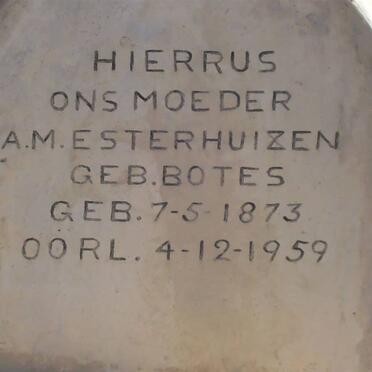 HIERRUS
ONS MOEDER
A.M. ESTERHUIZEN
GEB. BOTES
GEB. 7-5-1873
OORL. 4-12-1959